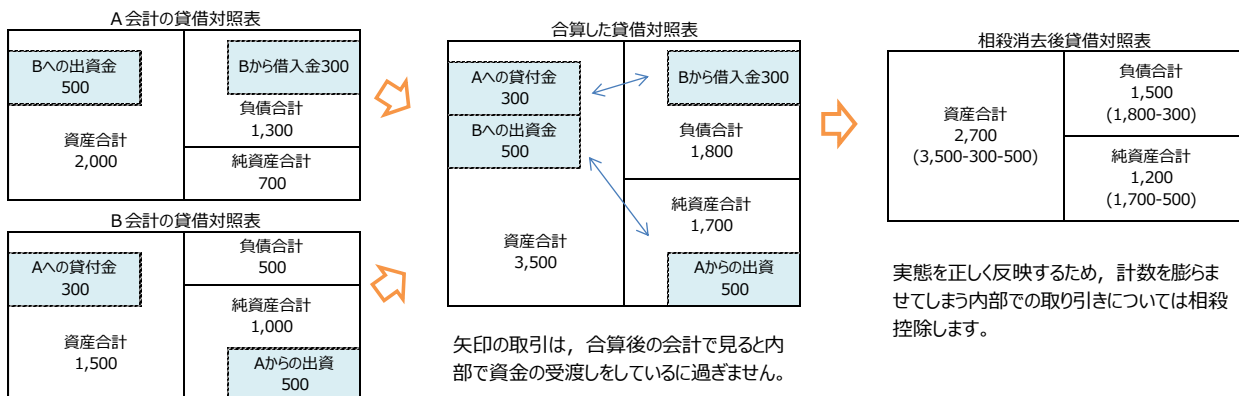 A会計の貸借対照表
Bへの出資金
500
Bから借入金300
負債合計
1,300
資産合計
2,000
純資産合計
700
B会計の貸借対照表
Aへの貸付金
300
負債合計
500
純資産合計
1,000
資産合計
1,500
Aからの出資
500
合算した貸借対照表
Aへの貸付金
300
Bへの出資金
500
Bから借入金300
負債合計
1,800
純資産合計
1,700
資産合計
3,500
Aからの出資
500
矢印の取引は，合算後の会計で見ると内
部で資金の受渡しをしているに過ぎません。
相殺消去後貸借対照表
資産合計
2,700
(3,500-300-500)
負債合計
1,500
(1,800-300)
純資産合計
1,200
(1,700-500)
実態を正しく反映するため，計数を膨らま
せてしまう内部での取り引きについては相殺
控除します。